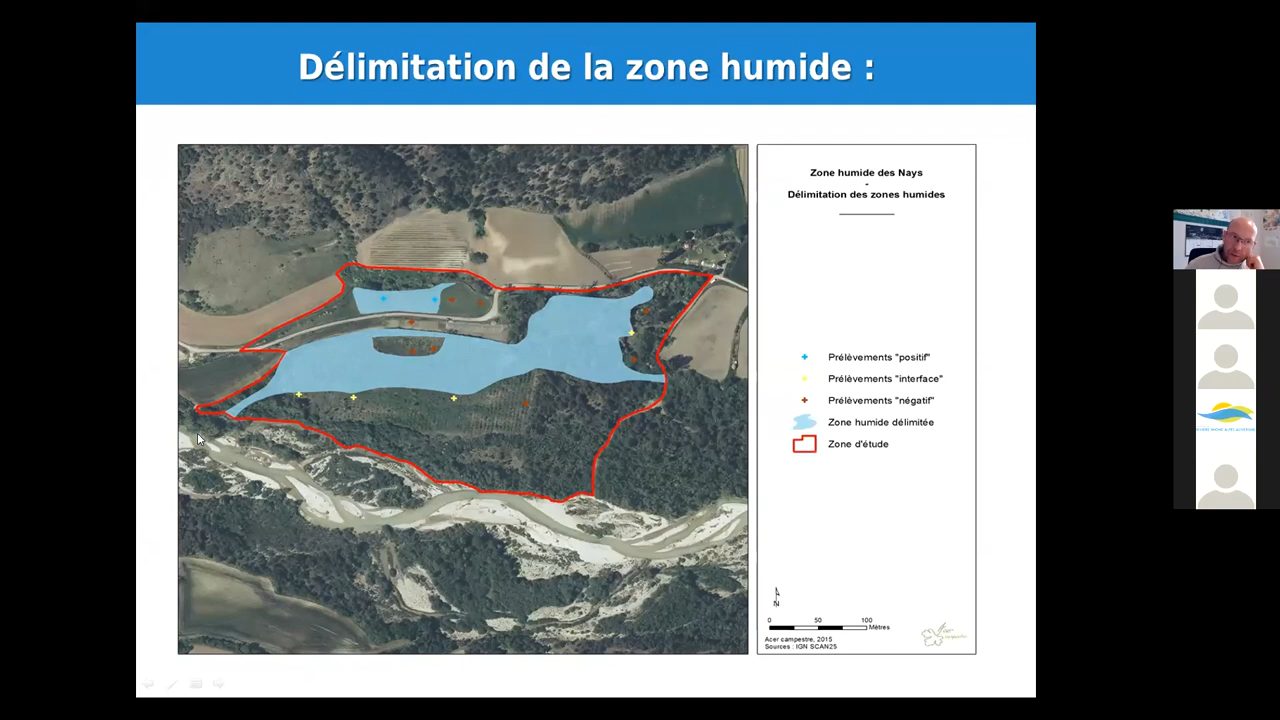 Délimitation de la zone humide :
Zone humide des Nays
-
Délimitation des zones humides
Prélèvements "positif"
Prélèvements "interface"
Prélèvements "négatif"
Zone humide délimitée
Zone d'étude
N
0 50 100
Mètres
Acer campestre, 2015
Sources : IGN SCAN25